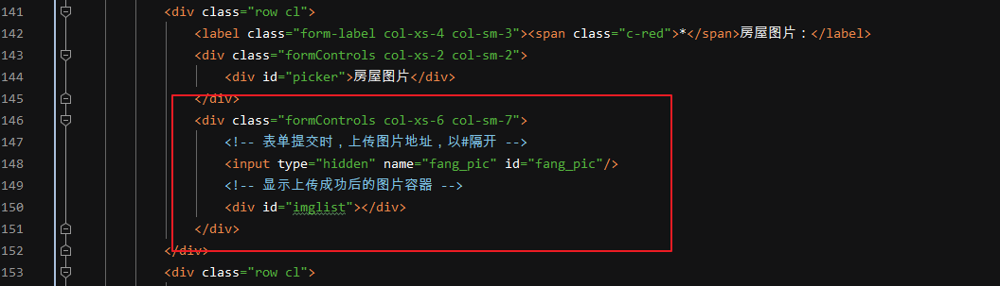 141 <div class="row cl">
142 <label class="form-label col-xs-4 col-sm-3"><span class="c-red">*</span>房屋图片：</label>
143 <div class="formControls col-xs-2 col-sm-2">
144 <div id="picker">房屋图片</div>
145 </div>
146 <div class="formControls col-xs-6 col-sm-7">
147 <!-- 表单提交时，上传图片地址，以#隔开 -->
148 <input type="hidden" name="fang_pic" id="fang_pic"/>
149 <!-- 显示上传成功后的图片容器 -->
150 <div id="imglist"></div>
151 </div>
152 </div>
153 <div class="row cl">